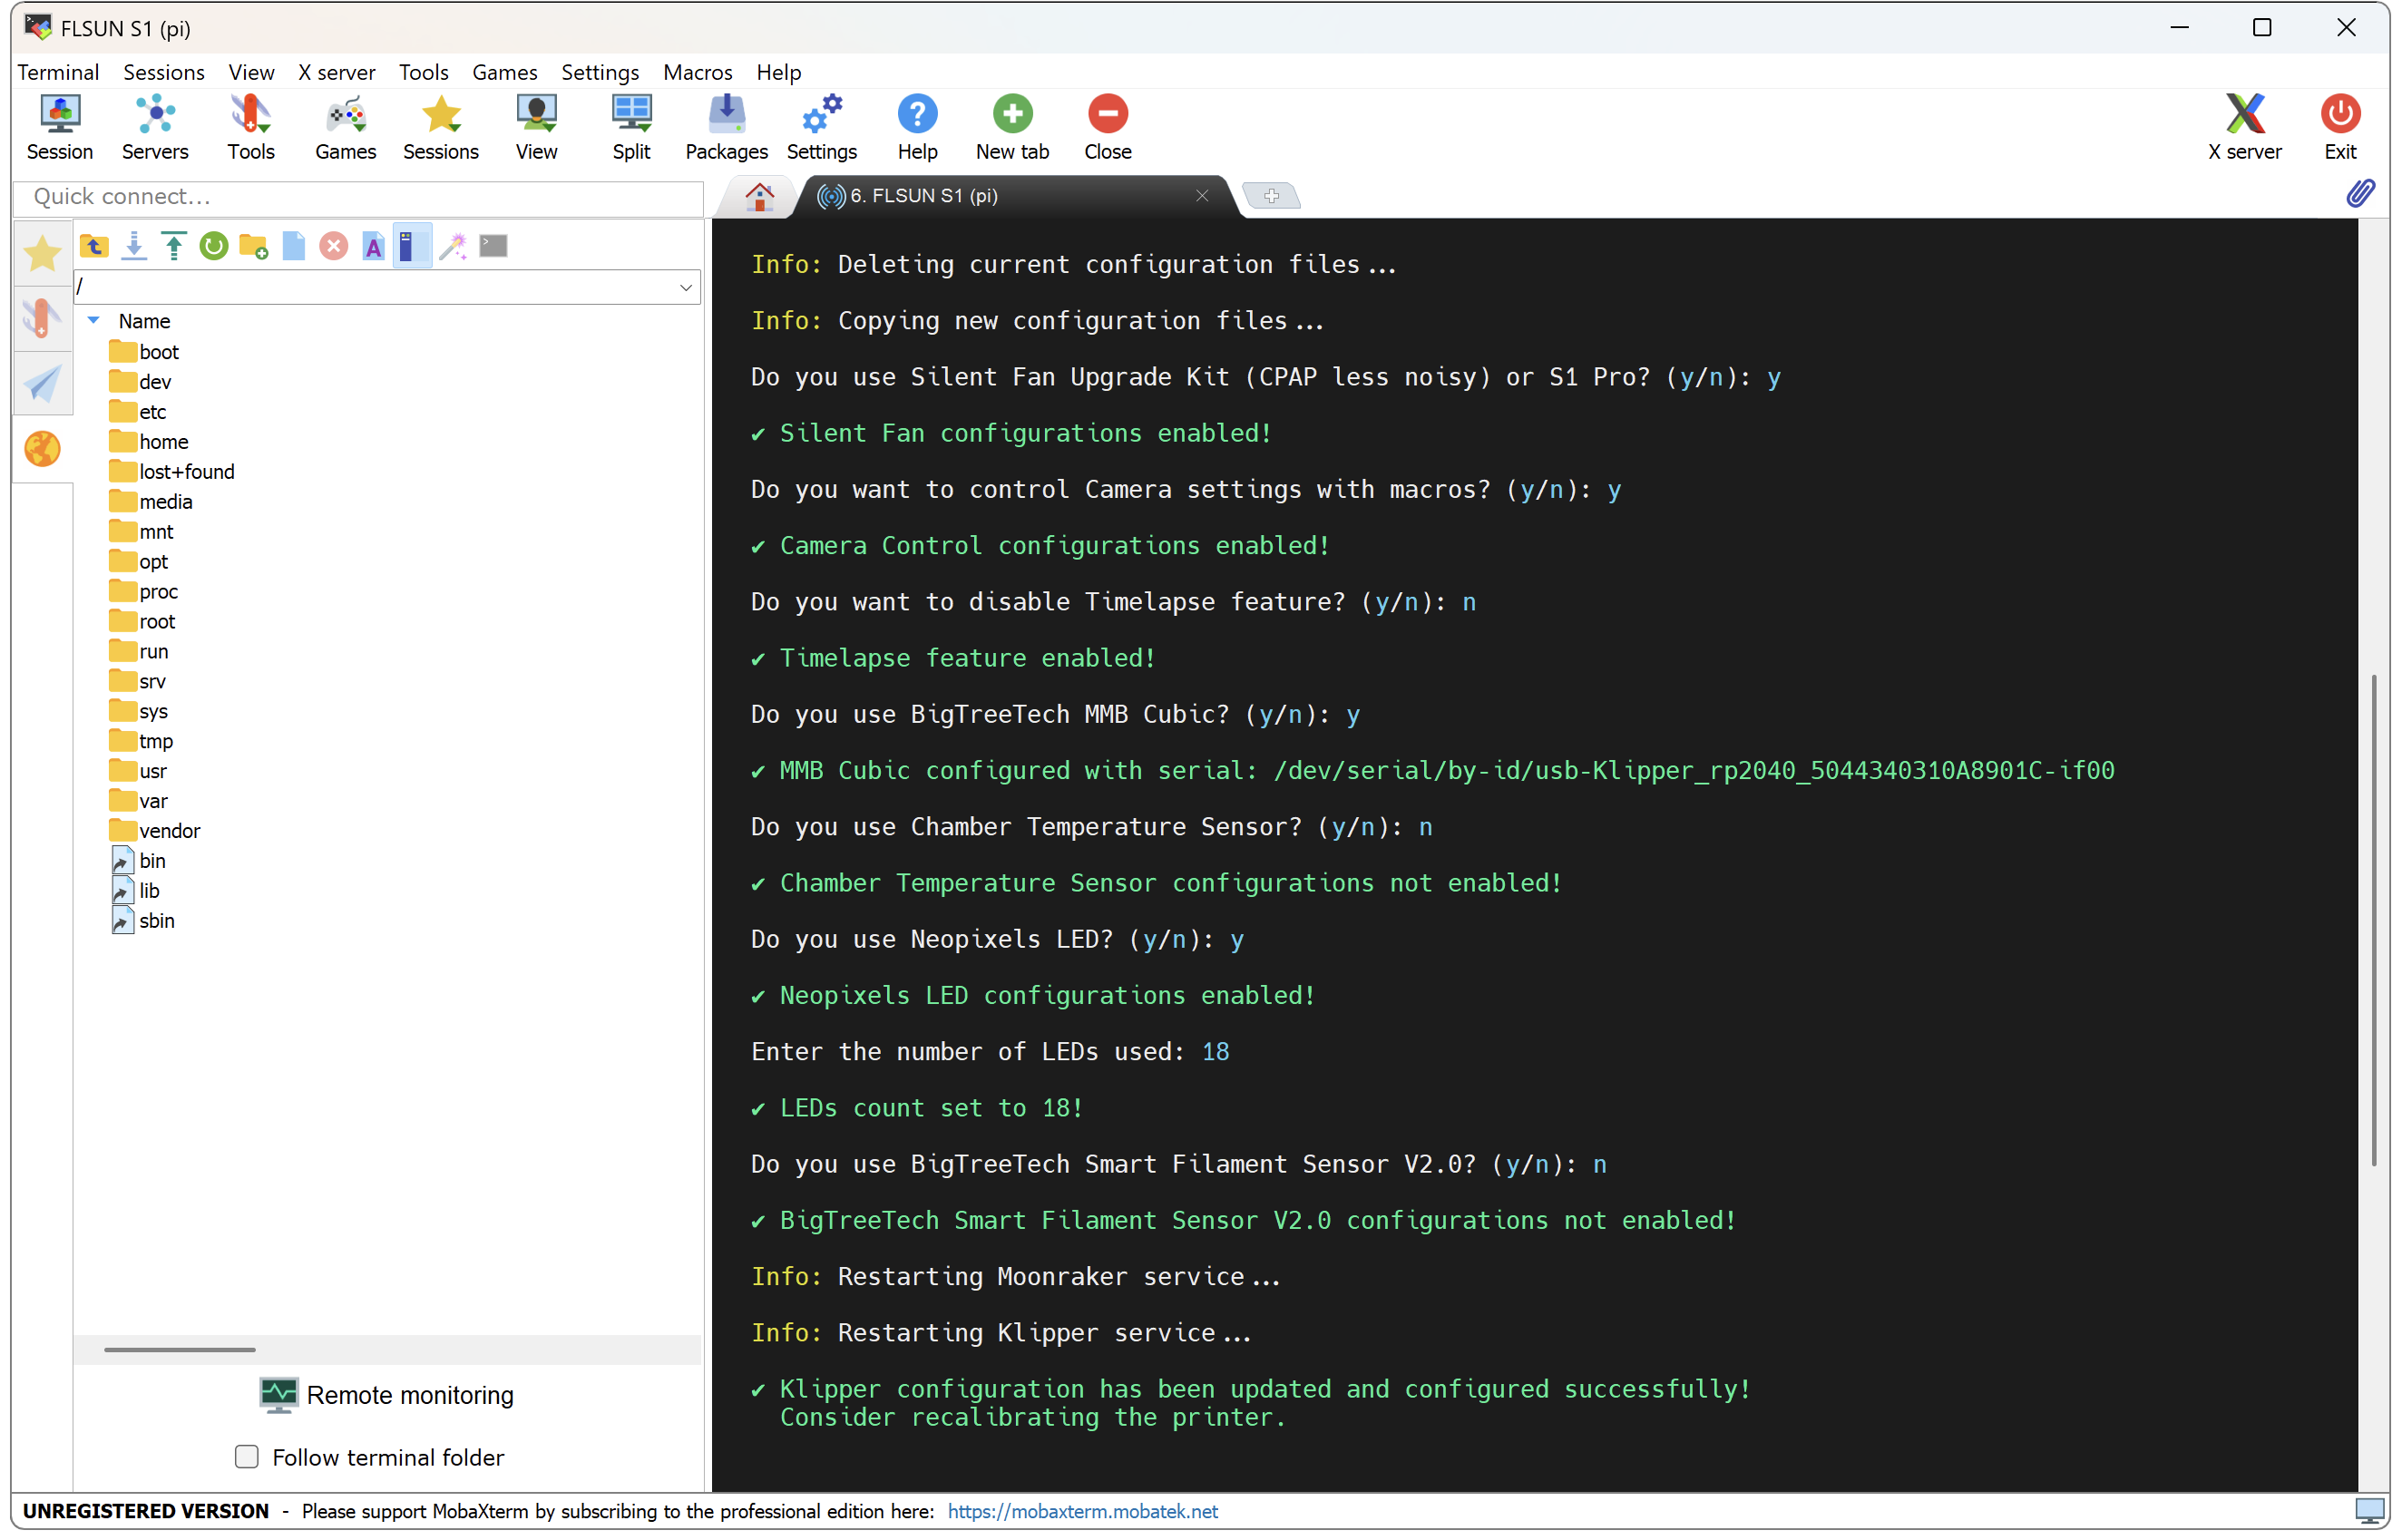 FLSUN S1 (pi)
Terminal Sessions View X server Tools Games Settings Macros Help
Session Servers Tools Games Sessions View Split Packages Settings Help New tab Close X server Exit
Quick connect...
6. FLSUN S1 (pi)
/
Name
boot
dev
etc
home
lost+found
media
mnt
opt
proc
root
run
srv
sys
tmp
usr
var
vendor
bin
lib
sbin
Remote monitoring
Follow terminal folder
Info: Deleting current configuration files...
Info: Copying new configuration files...
Do you use Silent Fan Upgrade Kit (CPAP less noisy) or S1 Pro? (y/n): y
✔ Silent Fan configurations enabled!
Do you want to control Camera settings with macros? (y/n): y
✔ Camera Control configurations enabled!
Do you want to disable Timelapse feature? (y/n): n
✔ Timelapse feature enabled!
Do you use BigTreeTech MMB Cubic? (y/n): y
✔ MMB Cubic configured with serial: /dev/serial/by-id/usb-Klipper_rp2040_5044340310A8901C-if00
Do you use Chamber Temperature Sensor? (y/n): n
✔ Chamber Temperature Sensor configurations not enabled!
Do you use Neopixels LED? (y/n): y
✔ Neopixels LED configurations enabled!
Enter the number of LEDs used: 18
✔ LEDs count set to 18!
Do you use BigTreeTech Smart Filament Sensor V2.0? (y/n): n
✔ BigTreeTech Smart Filament Sensor V2.0 configurations not enabled!
Info: Restarting Moonraker service...
Info: Restarting Klipper service...
✔ Klipper configuration has been updated and configured successfully!
Consider recalibrating the printer.
UNREGISTERED VERSION - Please support MobaXterm by subscribing to the professional edition here: https://mobaxterm.mobatek.net